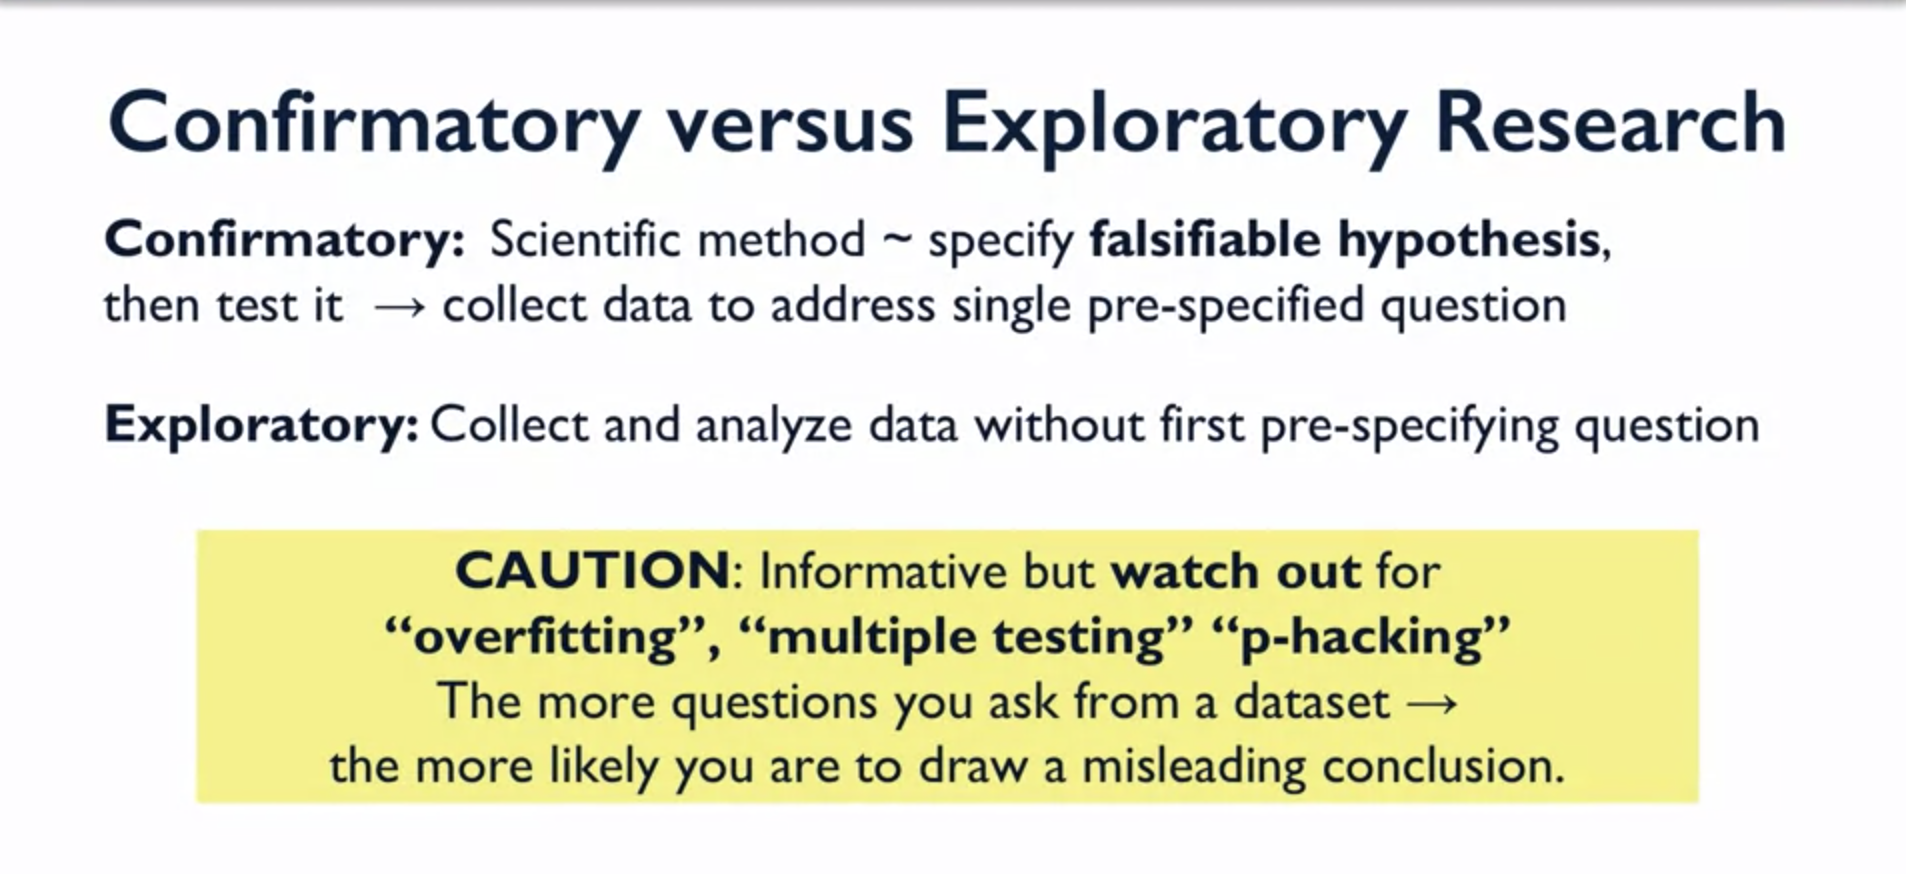 Confirmatory versus Exploratory Research
Confirmatory: Scientific method ~ specify falsifiable hypothesis,
then test it → collect data to address single pre-specified question
Exploratory: Collect and analyze data without first pre-specifying question
CAUTION: Informative but watch out for
“overfitting”, “multiple testing” “p-hacking”
The more questions you ask from a dataset →
the more likely you are to draw a misleading conclusion.